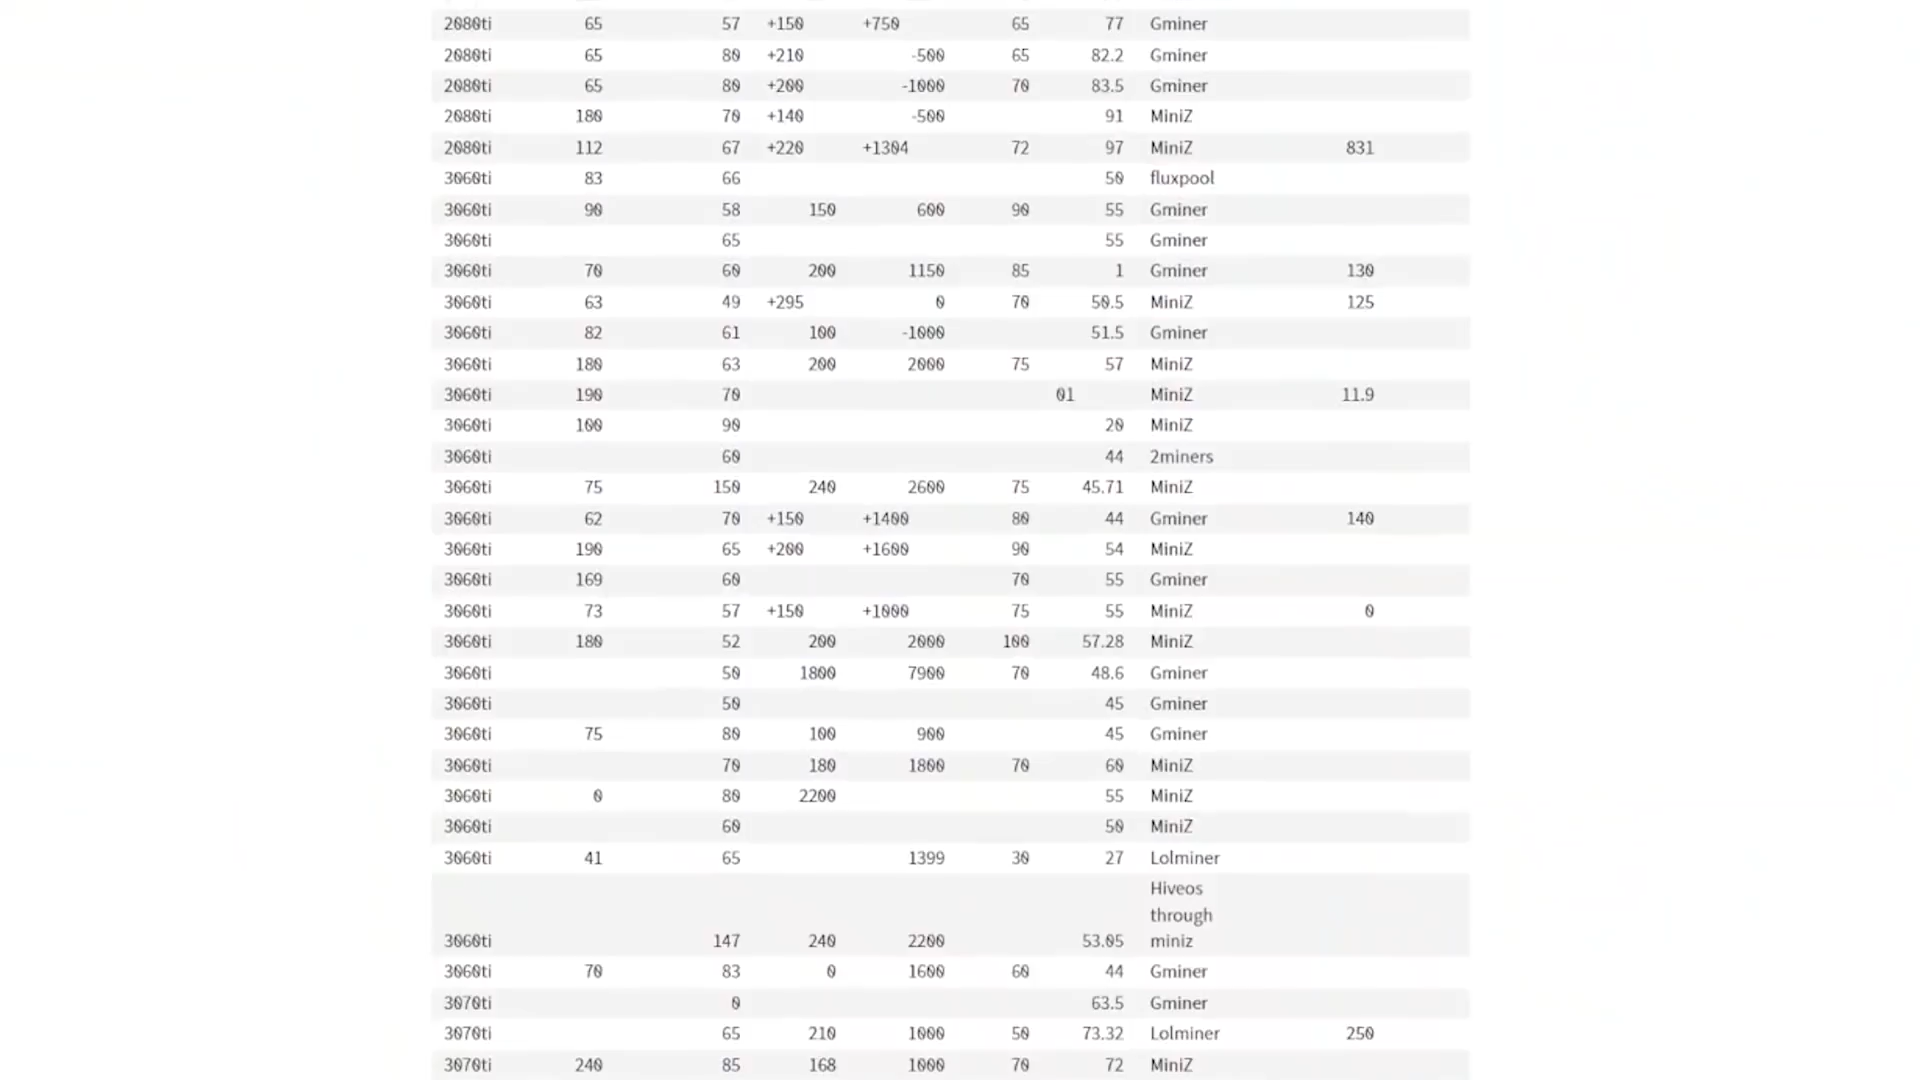 2080ti 65 57 +150 +750 65 77 Gminer
2080ti 65 80 +210 -500 65 82.2 Gminer
2080ti 65 80 +200 -1000 70 83.5 Gminer
2080ti 180 70 +140 -500 91 MiniZ
2080ti 112 67 +220 +1304 72 97 MiniZ 831
3060ti 83 66 50 fluxpool
3060ti 90 58 150 600 90 55 Gminer
3060ti 65 55 Gminer
3060ti 70 60 200 1150 85 1 Gminer 130
3060ti 63 49 +295 0 70 50.5 MiniZ 125
3060ti 82 61 100 -1000 51.5 Gminer
3060ti 180 63 200 2000 75 57 MiniZ
3060ti 190 70 01 MiniZ 11.9
3060ti 100 90 20 MiniZ
3060ti 60 44 2miners
3060ti 75 150 240 2600 75 45.71 MiniZ
3060ti 62 70 +150 +1400 80 44 Gminer 140
3060ti 190 65 +200 +1600 90 54 MiniZ
3060ti 169 60 70 55 Gminer
3060ti 73 57 +150 +1000 75 55 MiniZ 0
3060ti 180 52 200 2000 100 57.28 MiniZ
3060ti 50 1800 7900 70 48.6 Gminer
3060ti 50 45 Gminer
3060ti 75 80 100 900 45 Gminer
3060ti 70 180 1800 70 60 MiniZ
3060ti 0 80 2200 55 MiniZ
3060ti 60 50 MiniZ
3060ti 41 65 1399 30 27 Lolminer
Hiveos
through
3060ti 147 240 2200 53.05 miniz
3060ti 70 83 0 1600 60 44 Gminer
3070ti 0 63.5 Gminer
3070ti 65 210 1000 50 73.32 Lolminer 250
3070ti 240 85 168 1000 70 72 MiniZ